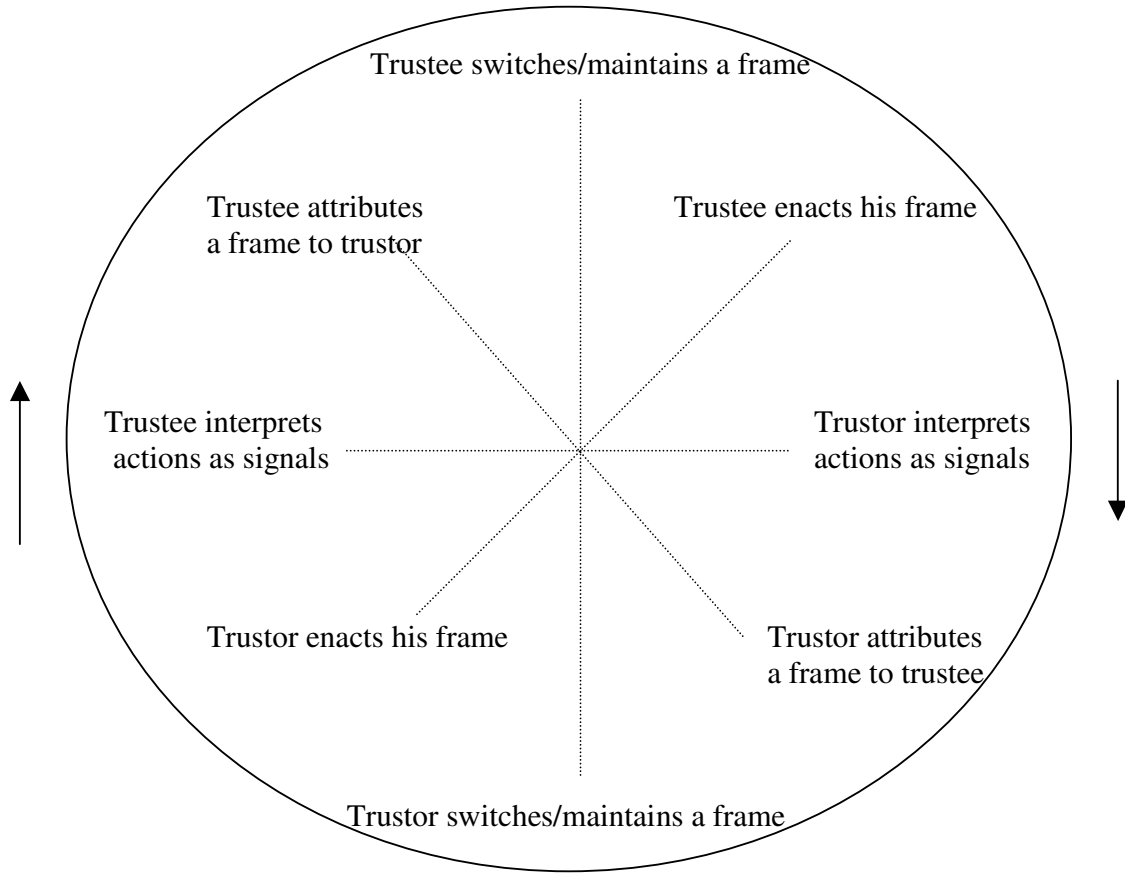 Trustee switches/maintains a frame
Trustee attributes
a frame to trustor
Trustee enacts his frame
Trustee interprets
actions as signals
Trustor interprets
actions as signals
Trustor enacts his frame
Trustor attributes
a frame to trustee
Trustor switches/maintains a frame